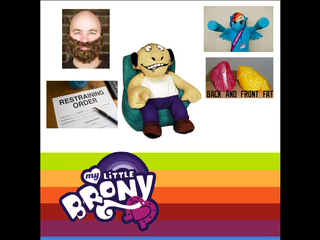 RESTRAINING
ORDER
BACK AND FRONT FAT
my
LiTTLE
BRONY